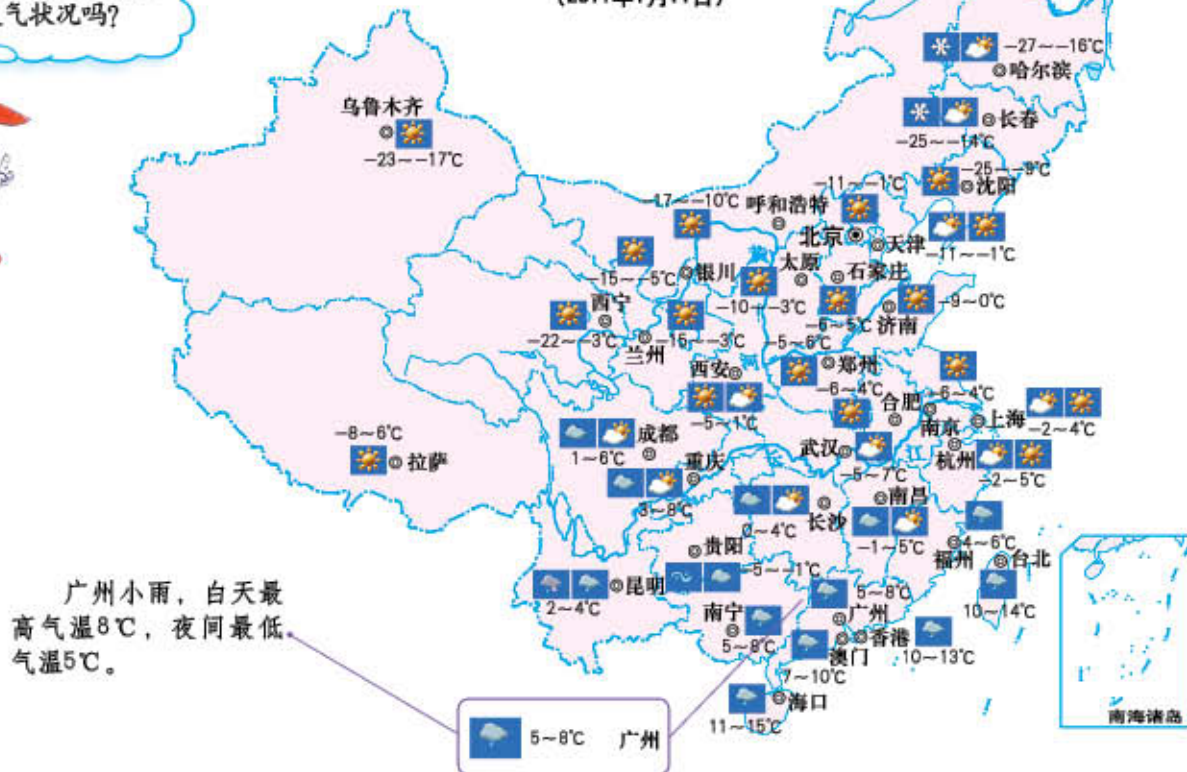 气状况吗?
−27～−16℃
哈尔滨
乌鲁木齐
−23～−17℃
长春
−25～−14℃
−25～−9℃
沈阳
−11～−1℃
−17～−10℃
呼和浩特
北京
天津
−11～−1℃
−15～−5℃
银川
太原
石家庄
−10～−3℃
−9～0℃
西宁
−6～5℃
济南
−22～−3℃
兰州
−15～−3℃
−5～6℃
郑州
西安
−6～4℃
−6～4℃
合肥
−5～1℃
南京
上海
−2～4℃
−8～6℃
拉萨
成都
1～6℃
武汉
−5～7℃
杭州
−2～5℃
重庆
3～8℃
长沙
0～4℃
南昌
−1～5℃
福州
4～6℃
台北
10～14℃
贵阳
−5～−1℃
昆明
2～4℃
南宁
5～8℃
5～8℃
广州
香港
10～13℃
澳门
7～10℃
海口
11～15℃
南海诸岛
广州小雨，白天最
高气温8℃，夜间最低
气温5℃。
5～8℃ 广州